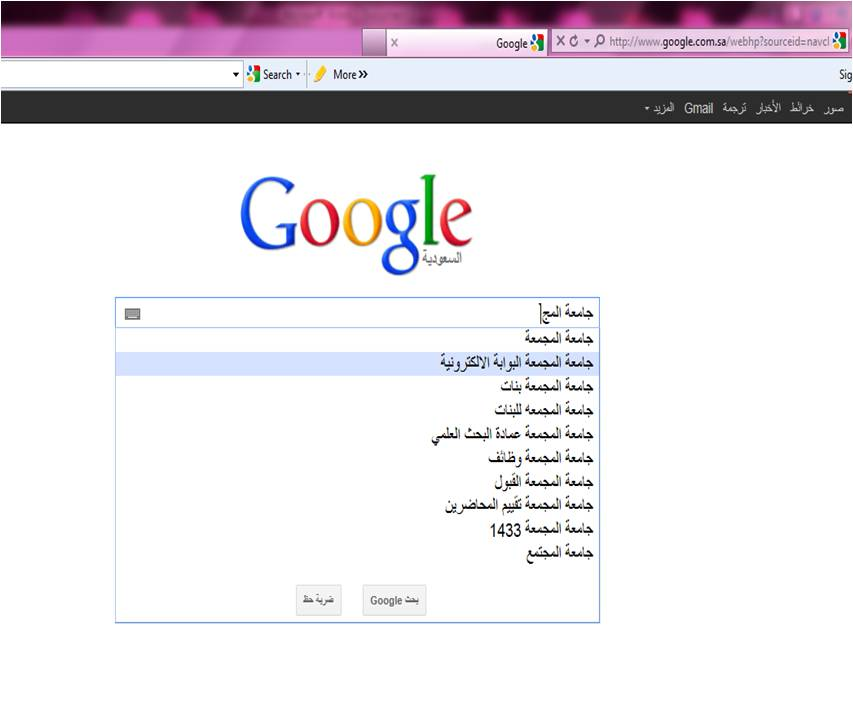 Google
http://www.google.com.sa/webhp?sourceid=navcl
Search
More »
Sig
صور خرائط الأخبار ترجمة Gmail المزيد
Google
السعودية
جامعة المج
جامعة المجمعة
جامعة المجمعة البوابة الالكترونية
جامعة المجمعة بنات
جامعة المجمعه للبنات
جامعة المجمعة عمادة البحث العلمي
جامعة المجمعة وظائف
جامعة المجمعة القبول
جامعة المجمعة تقييم المحاضرين
جامعة المجمعة 1433
جامعة المجتمع
بحث Google ضربة حظ